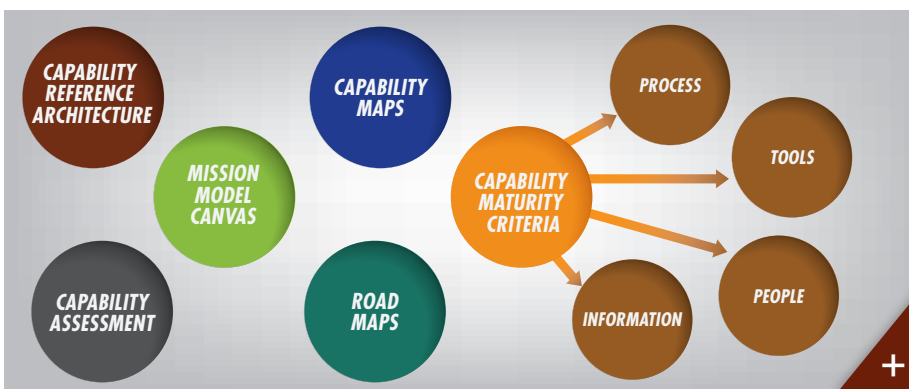 CAPABILITY
REFERENCE
ARCHITECTURE
MISSION
MODEL
CANVAS
CAPABILITY
ASSESSMENT
CAPABILITY
MAPS
ROAD
MAPS
CAPABILITY
MATURITY
CRITERIA
PROCESS
TOOLS
PEOPLE
INFORMATION
+